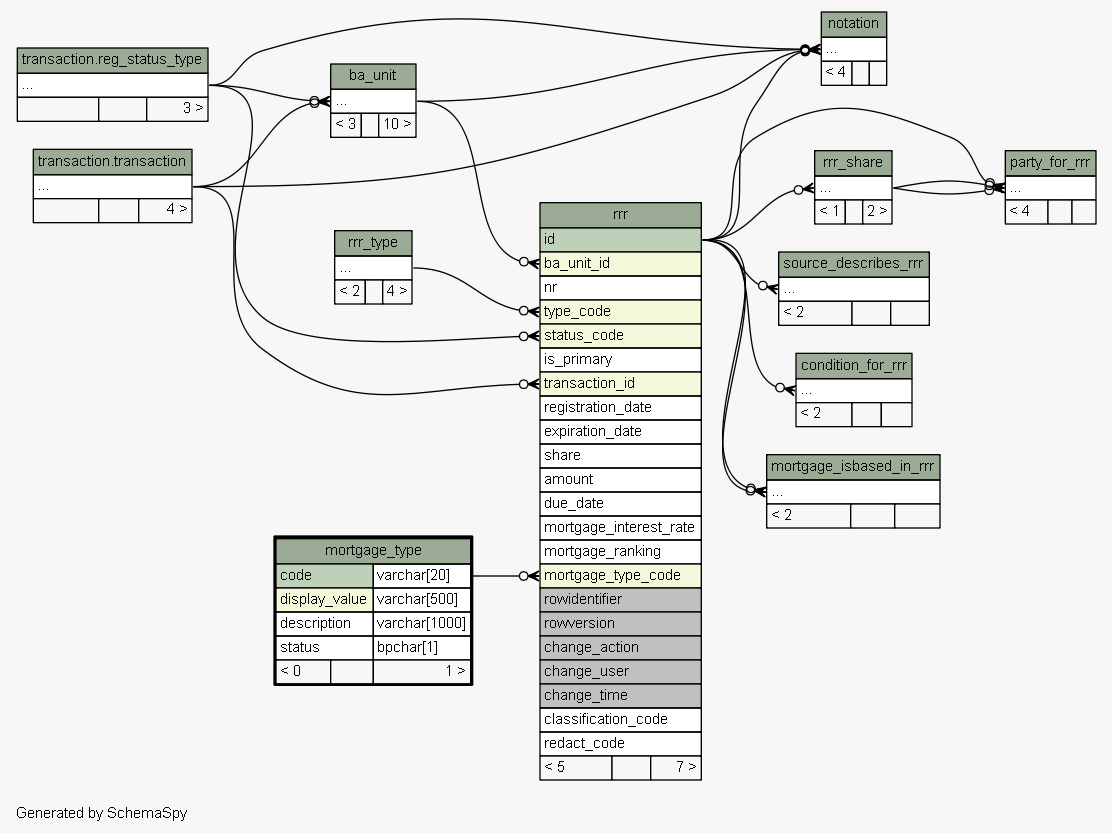 notation
...
< 4
transaction.reg_status_type
...
3 >
ba_unit
...
< 3 10 >
transaction.transaction
...
4 >
rrr_share
...
< 1 2 >
party_for_rrr
...
< 4
rrr_type
...
< 2 4 >
rrr
id
ba_unit_id
nr
type_code
status_code
is_primary
transaction_id
registration_date
expiration_date
share
amount
due_date
mortgage_interest_rate
mortgage_ranking
mortgage_type_code
rowidentifier
rowversion
change_action
change_user
change_time
classification_code
redact_code
< 5 7 >
source_describes_rrr
...
< 2
condition_for_rrr
...
< 2
mortgage_isbased_in_rrr
...
< 2
mortgage_type
code varchar[20]
display_value varchar[500]
description varchar[1000]
status bpchar[1]
< 0 1 >
Generated by SchemaSpy